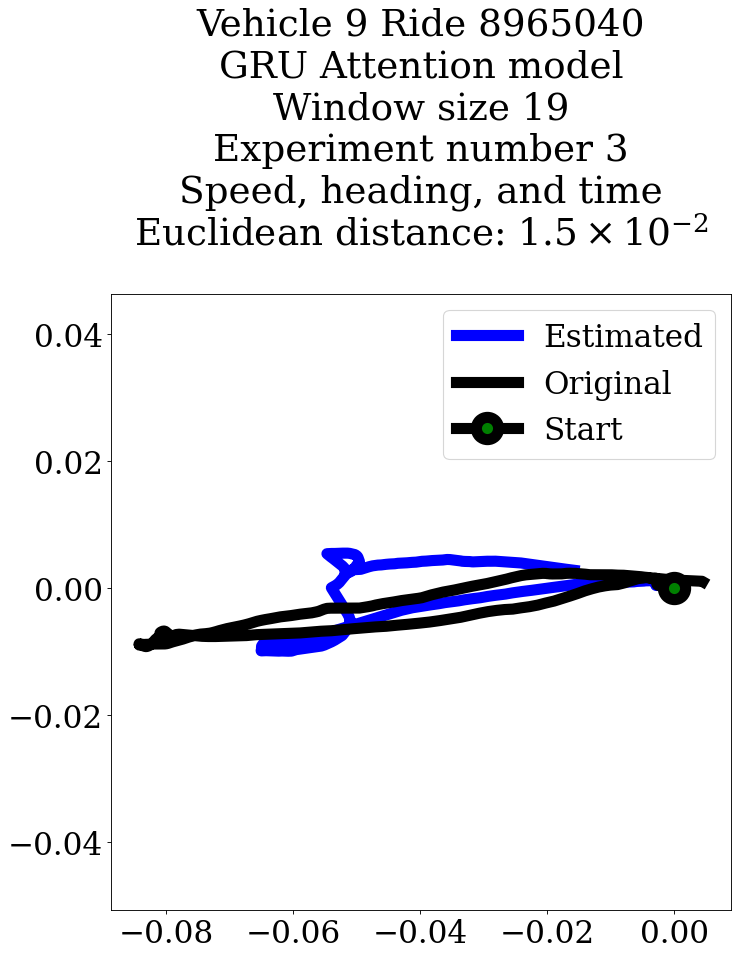 Vehicle 9 Ride 8965040
GRU Attention model
Window size 19
Experiment number 3
Speed, heading, and time
Euclidean distance: 1.5 × 10⁻²
Estimated
Original
Start
0.04
0.02
0.00
−0.02
−0.04
−0.08
−0.06
−0.04
−0.02
0.00